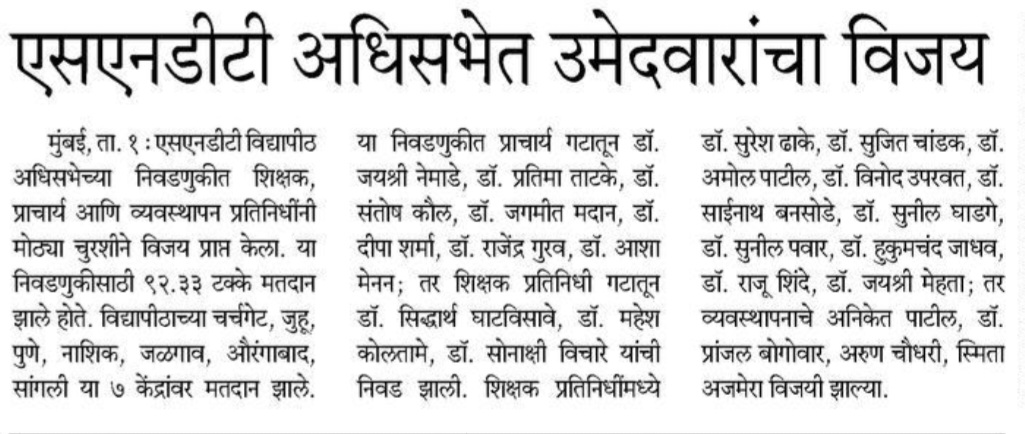 एसएनडीटी अधिसभेत उमेदवारांचा विजय
मुंबई, ता. १ : एसएनडीटी विद्यापीठ
अधिसभेच्या निवडणुकीत शिक्षक,
प्राचार्य आणि व्यवस्थापन प्रतिनिधींनी
मोठ्या चुरशीने विजय प्राप्त केला. या
निवडणुकीसाठी ९२.३३ टक्के मतदान
झाले होते. विद्यापीठाच्या चर्चगेट, जुहू,
पुणे, नाशिक, जळगाव, औरंगाबाद,
सांगली या ७ केंद्रांवर मतदान झाले.
या निवडणुकीत प्राचार्य गटातून डॉ.
जयश्री नेमाडे, डॉ. प्रतिमा ताटके, डॉ.
संतोष कौल, डॉ. जगमीत मदान, डॉ.
दीपा शर्मा, डॉ. राजेंद्र गुरव, डॉ. आशा
मेनन; तर शिक्षक प्रतिनिधी गटातून
डॉ. सिद्धार्थ घाटविसावे, डॉ. महेश
कोलतामे, डॉ. सोनाक्षी विचारे यांची
निवड झाली. शिक्षक प्रतिनिधींमध्ये
डॉ. सुरेश ढाके, डॉ. सुजित चांडक, डॉ.
अमोल पाटील, डॉ. विनोद उपरवत, डॉ.
साईनाथ बनसोडे, डॉ. सुनील घाडगे,
डॉ. सुनील पवार, डॉ. हुकुमचंद जाधव,
डॉ. राजू शिंदे, डॉ. जयश्री मेहता; तर
व्यवस्थापनाचे अनिकेत पाटील, डॉ.
प्रांजल बोगोवार, अरुण चौधरी, स्मिता
अजमेरा विजयी झाल्या.